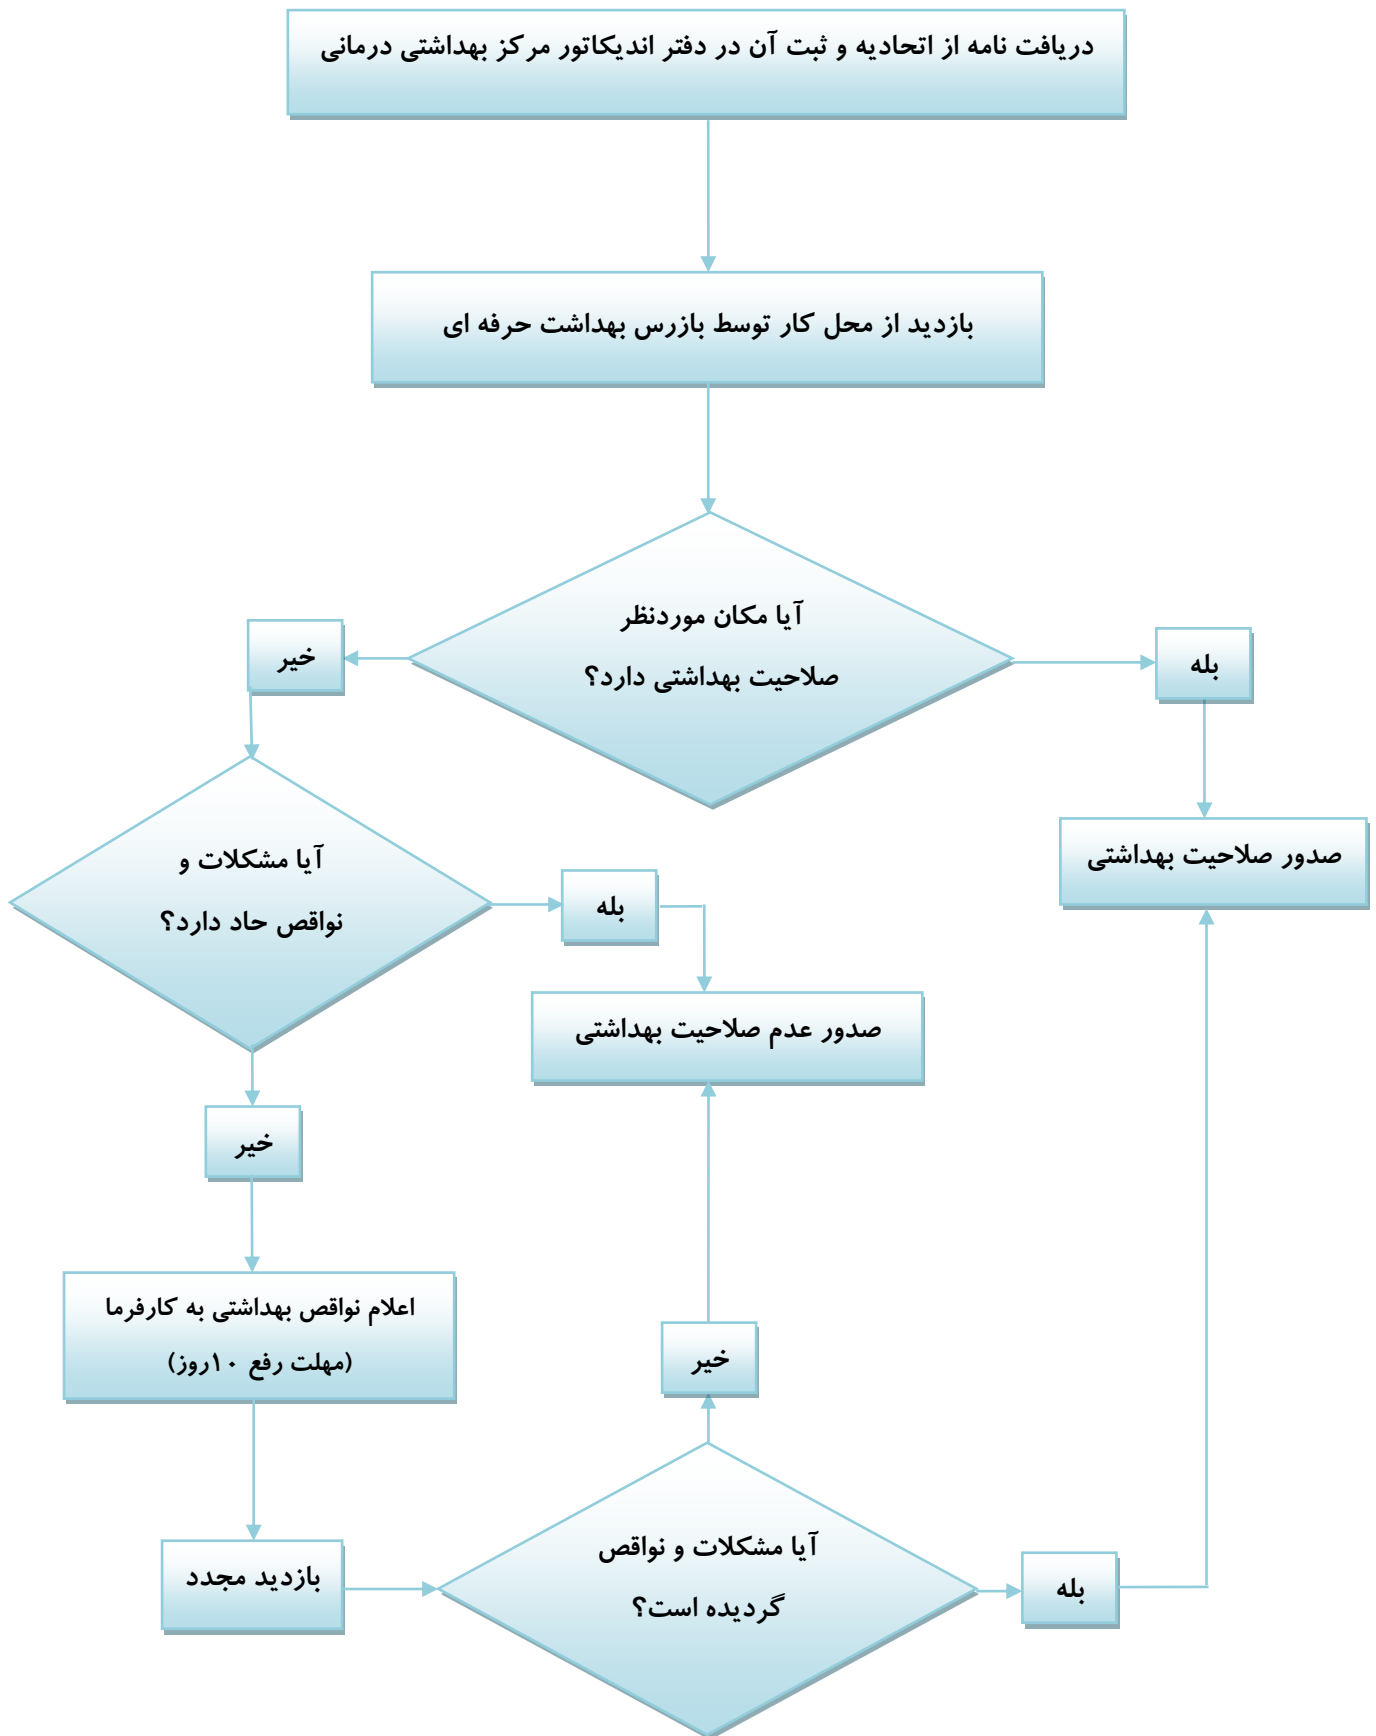 دریافت نامه از اتحادیه و ثبت آن در دفتر اندیکاتور مرکز بهداشتی درمانی
بازدید از محل کار توسط بازرس بهداشت حرفه ای
آیا مکان موردنظر
صلاحیت بهداشتی دارد؟
خیر
بله
صدور صلاحیت بهداشتی
آیا مشکلات و
نواقص حاد دارد؟
بله
صدور عدم صلاحیت بهداشتی
خیر
اعلام نواقص بهداشتی به کارفرما
(مهلت رفع ۱۰روز)
خیر
بازدید مجدد
آیا مشکلات و نواقص
گردیده است؟
بله